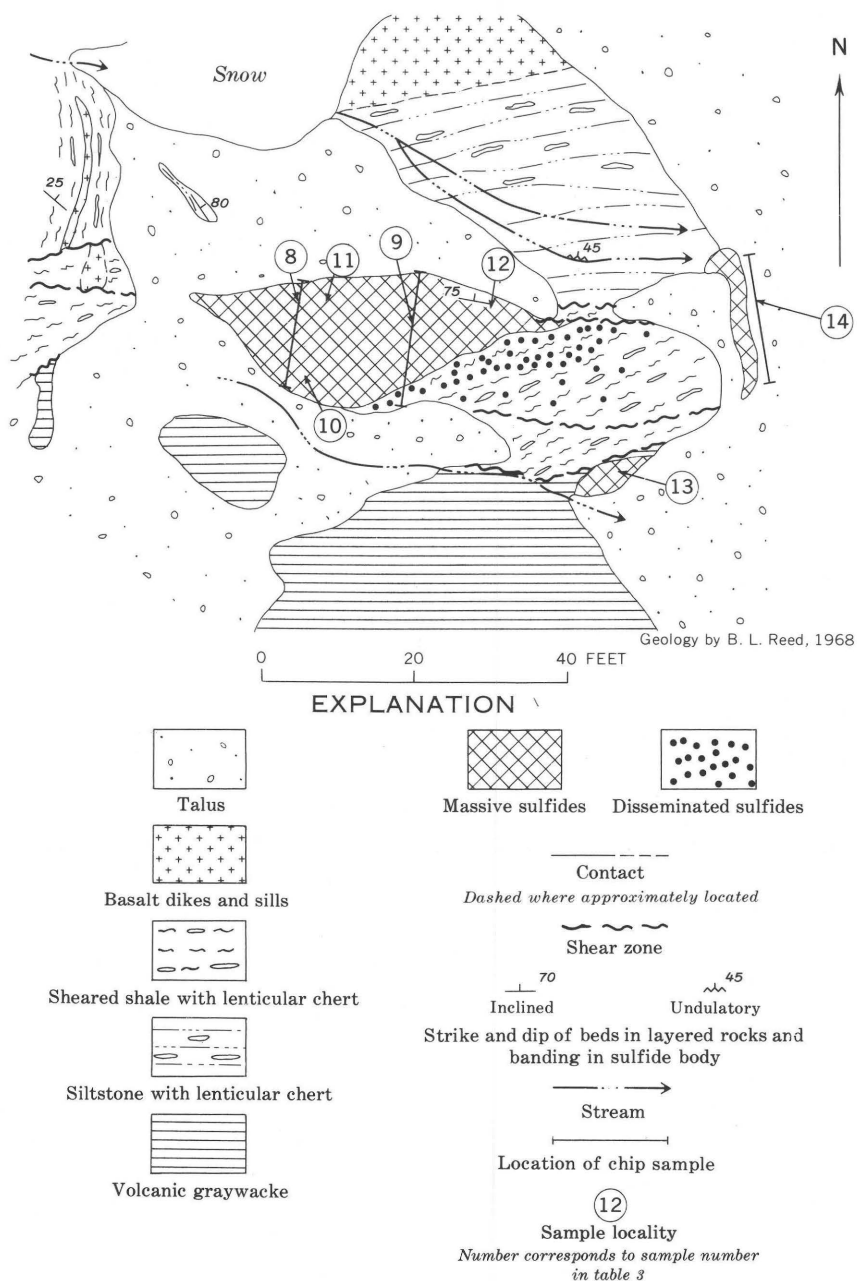 N
Snow
25
80
8
11
9
12
75
45
14
10
13
Geology by B. L. Reed, 1968
0 20 40 FEET
EXPLANATION
Talus
Basalt dikes and sills
Sheared shale with lenticular chert
Siltstone with lenticular chert
Volcanic graywacke
Massive sulfides
Disseminated sulfides
Contact
Dashed where approximately located
Shear zone
70
Inclined
45
Undulatory
Strike and dip of beds in layered rocks and
banding in sulfide body
Stream
Location of chip sample
12
Sample locality
Number corresponds to sample number
in table 3